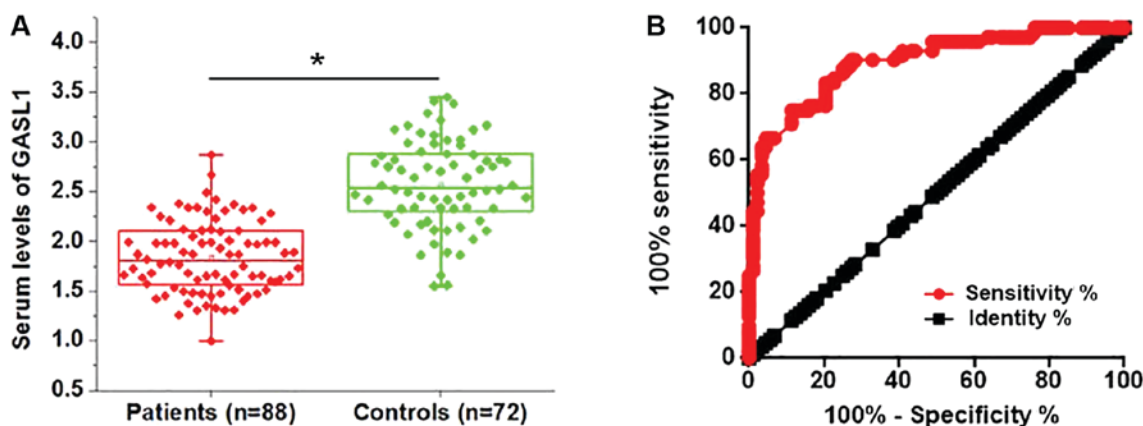 A
Serum levels of GASL1
4.0
3.5
3.0
2.5
2.0
1.5
1.0
0.5
*
Patients (n=88)
Controls (n=72)
B
100% sensitivity
100
80
60
40
20
0
Sensitivity %
Identity %
0 20 40 60 80 100
100% - Specificity %